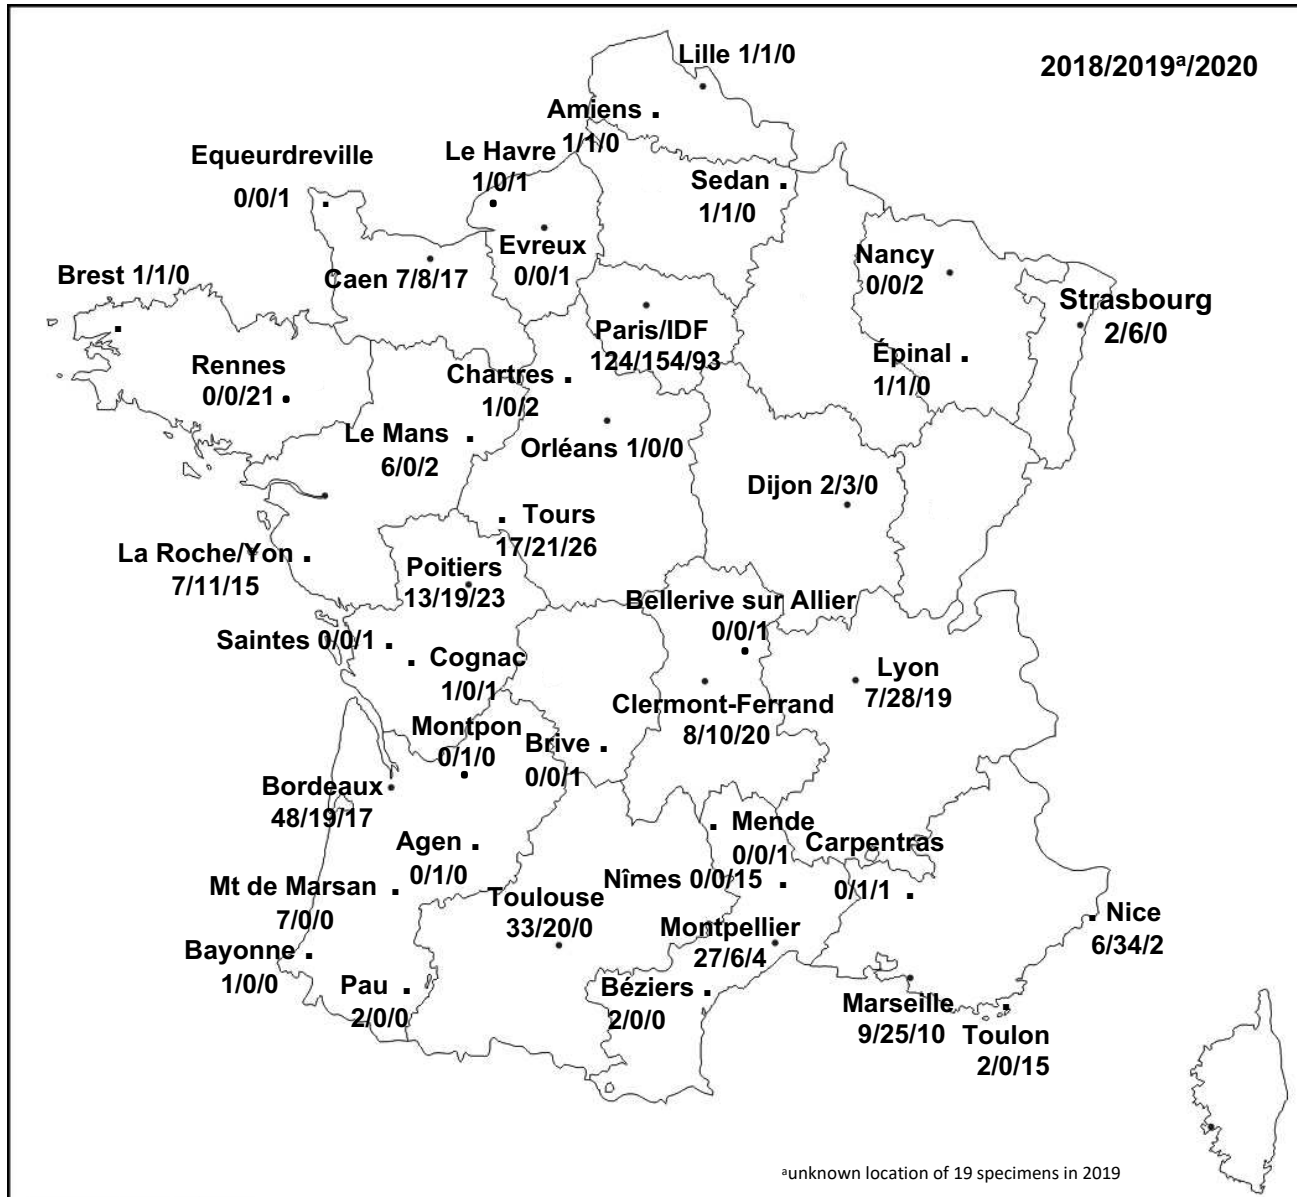 Lille 1/1/0
2018/2019ª/2020
Amiens
1/1/0
Equeurdreville
0/0/1
Le Havre
1/0/1
Sedan
1/1/0
Evreux
0/0/1
Nancy
0/0/2
Brest 1/1/0
Caen 7/8/17
Strasbourg
2/6/0
Paris/IDF
124/154/93
Épinal
1/1/0
Rennes
0/0/21
Chartres
1/0/2
Le Mans
6/0/2
Orléans 1/0/0
Dijon 2/3/0
Tours
17/21/26
La Roche/Yon
7/11/15
Poitiers
13/19/23
Bellerive sur Allier
0/0/1
Saintes 0/0/1
Cognac
1/0/1
Lyon
7/28/19
Clermont-Ferrand
8/10/20
Montpon
0/1/0
Brive
0/0/1
Bordeaux
48/19/17
Agen
0/1/0
Mende
0/0/1
Carpentras
0/1/1
Mt de Marsan
7/0/0
Nîmes 0/0/15
Toulouse
33/20/0
Montpellier
27/6/4
Nice
6/34/2
Bayonne
1/0/0
Pau
2/0/0
Béziers
2/0/0
Marseille
9/25/10
Toulon
2/0/15
ªunknown location of 19 specimens in 2019